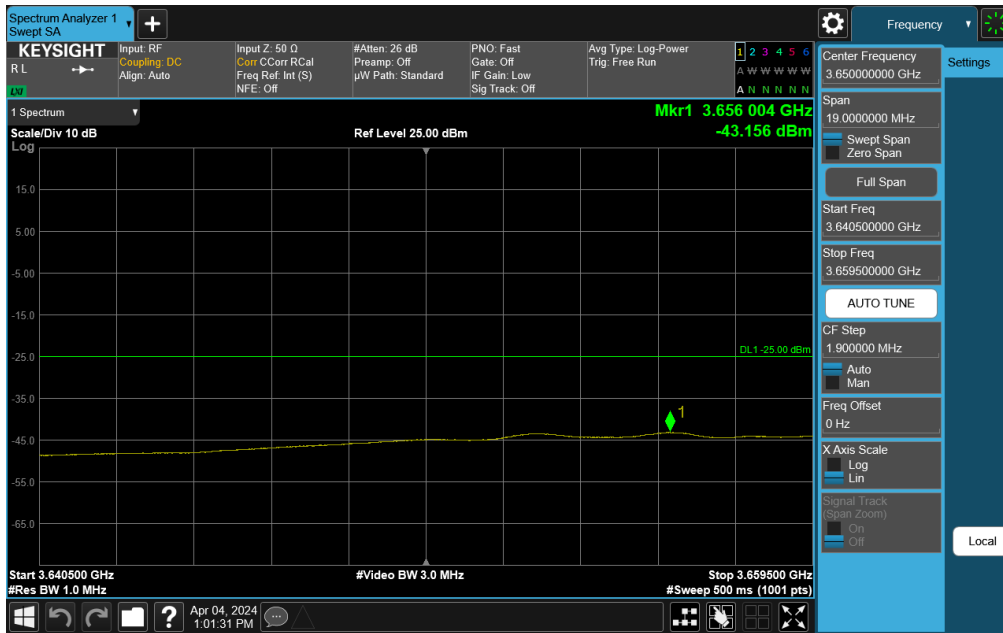 Spectrum Analyzer 1
Swept SA
Frequency
KEYSIGHT
RL
LXI
Input: RF
Coupling: DC
Align: Auto
Input Z: 50 Ω
Corr CCorr RCal
Freq Ref: Int (S)
NFE: Off
#Atten: 26 dB
Preamp: Off
µW Path: Standard
PNO: Fast
Gate: Off
IF Gain: Low
Sig Track: Off
Avg Type: Log-Power
Trig: Free Run
1 2 3 4 5 6
A W W W W W
A N N N N N
1 Spectrum
Scale/Div 10 dB
Log
Ref Level 25.00 dBm
Mkr1 3.656 004 GHz
-43.156 dBm
15.0
5.00
-5.00
-15.0
-25.0
-35.0
-45.0
-55.0
-65.0
DL1 -25.00 dBm
1
Start 3.640500 GHz
#Res BW 1.0 MHz
#Video BW 3.0 MHz
Stop 3.659500 GHz
#Sweep 500 ms (1001 pts)
?
Apr 04, 2024
1:01:31 PM
Center Frequency
3.650000000 GHz
Span
19.0000000 MHz
Swept Span
Zero Span
Full Span
Start Freq
3.640500000 GHz
Stop Freq
3.659500000 GHz
AUTO TUNE
CF Step
1.900000 MHz
Auto
Man
Freq Offset
0 Hz
X Axis Scale
Log
Lin
Signal Track
(Span Zoom)
On
Off
Settings
Local